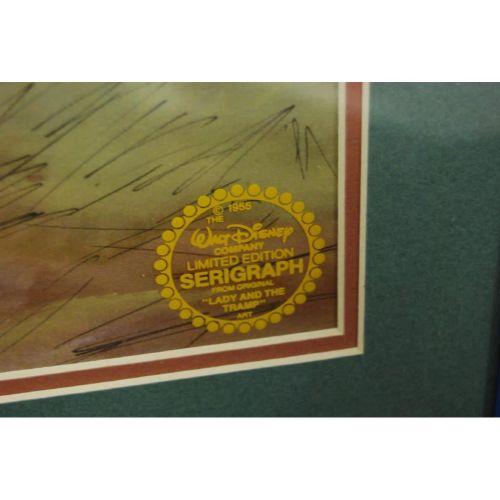 © 1955
THE
Walt Disney
COMPANY
LIMITED EDITION
SERIGRAPH
FROM ORIGINAL
"LADY AND THE
TRAMP"
ART